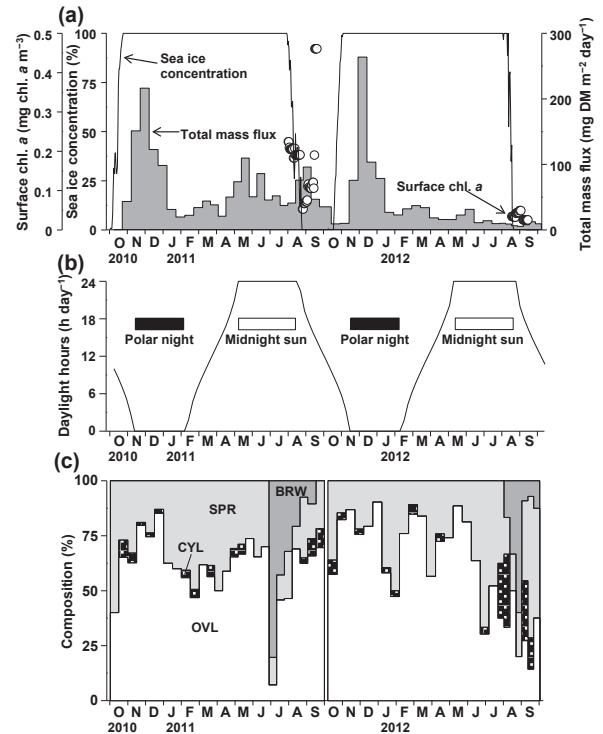 (a)
0.5 100 300
0.4 75
0.3 200
50
0.2
25 100
0.1
0 0 0
Surface chl. a (mg chl. a m⁻³)
Sea ice concentration (%)
Total mass flux (mg DM m⁻² day⁻¹)
Sea ice
concentration
Total mass flux
Surface chl. a
O N D J F M A M J J A S O N D J F M A M J J A S
2010 2011 2012
(b)
Daylight hours (h day⁻¹)
24
18
12
6
0
Polar night Midnight sun Polar night Midnight sun
O N D J F M A M J J A S O N D J F M A M J J A S
2010 2011 2012
(c)
Composition (%)
100
75
50
25
0
BRW
SPR
CYL
OVL
O N D J F M A M J J A S O N D J F M A M J J A S
2010 2011 2012